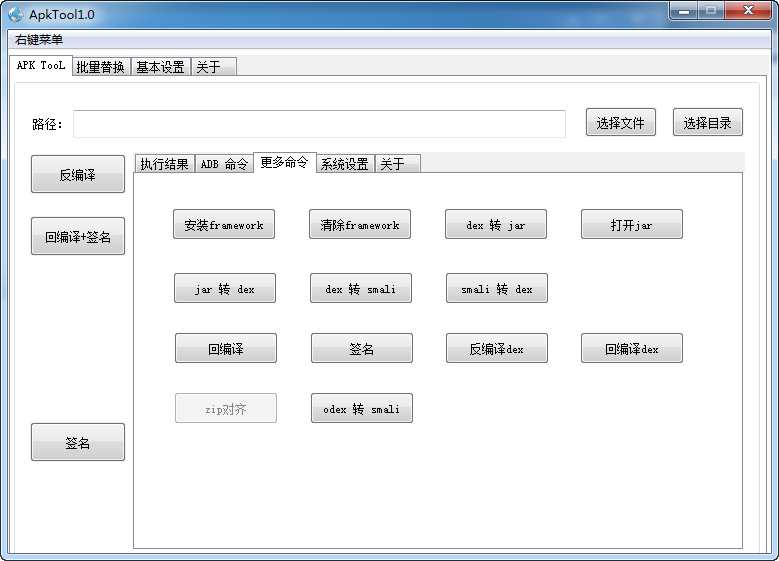 ApkTool1.0
右键菜单
APK TooL 批量替换 基本设置 关于
路径: 选择文件 选择目录
反编译
回编译+签名
签名
执行结果 ADB 命令 更多命令 系统设置 关于
安装framework 清除framework dex 转 jar 打开jar
jar 转 dex dex 转 smali smali 转 dex
回编译 签名 反编译dex 回编译dex
zip对齐 odex 转 smali